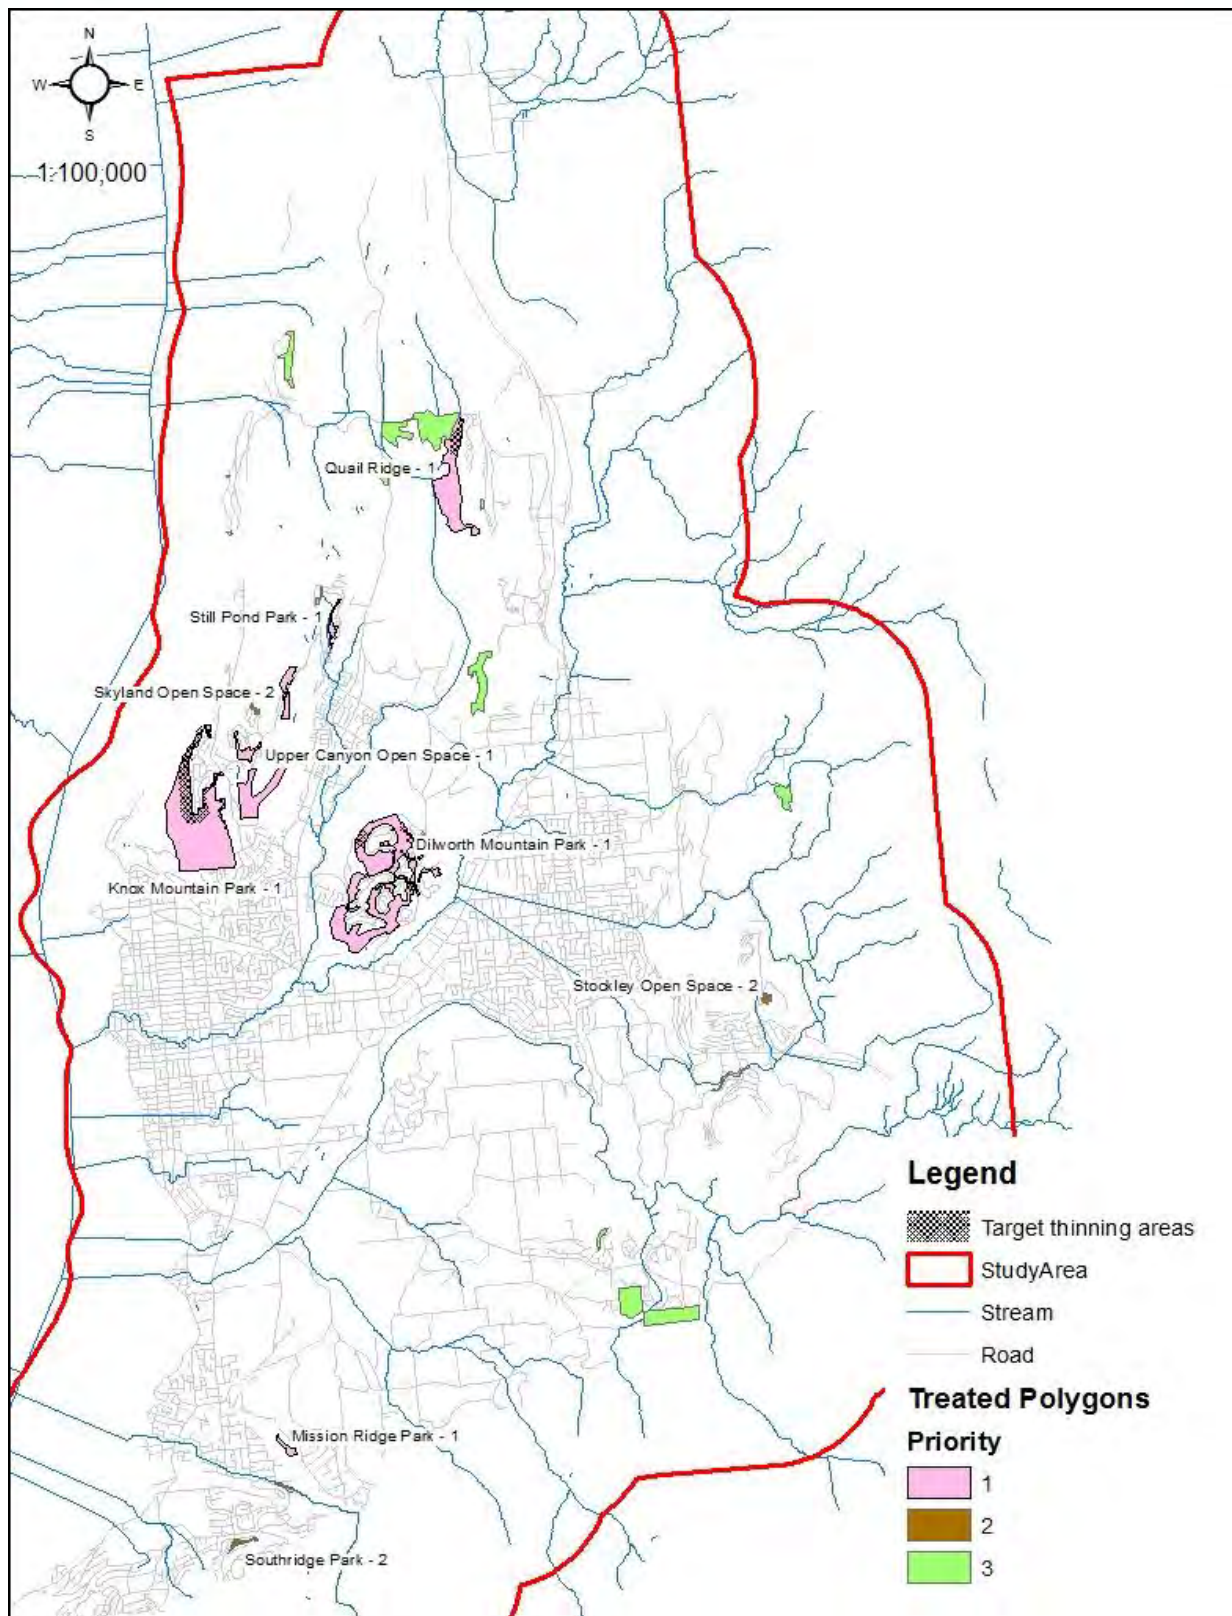 N
W E
S
1:100,000
Quail Ridge - 1
Still Pond Park - 1
Skyland Open Space - 2
Upper Canyon Open Space - 1
Dilworth Mountain Park - 1
Knox Mountain Park - 1
Stockley Open Space - 2
Legend
Target thinning areas
StudyArea
Stream
Road
Treated Polygons
Priority
1
2
3
Mission Ridge Park - 1
Southridge Park - 2